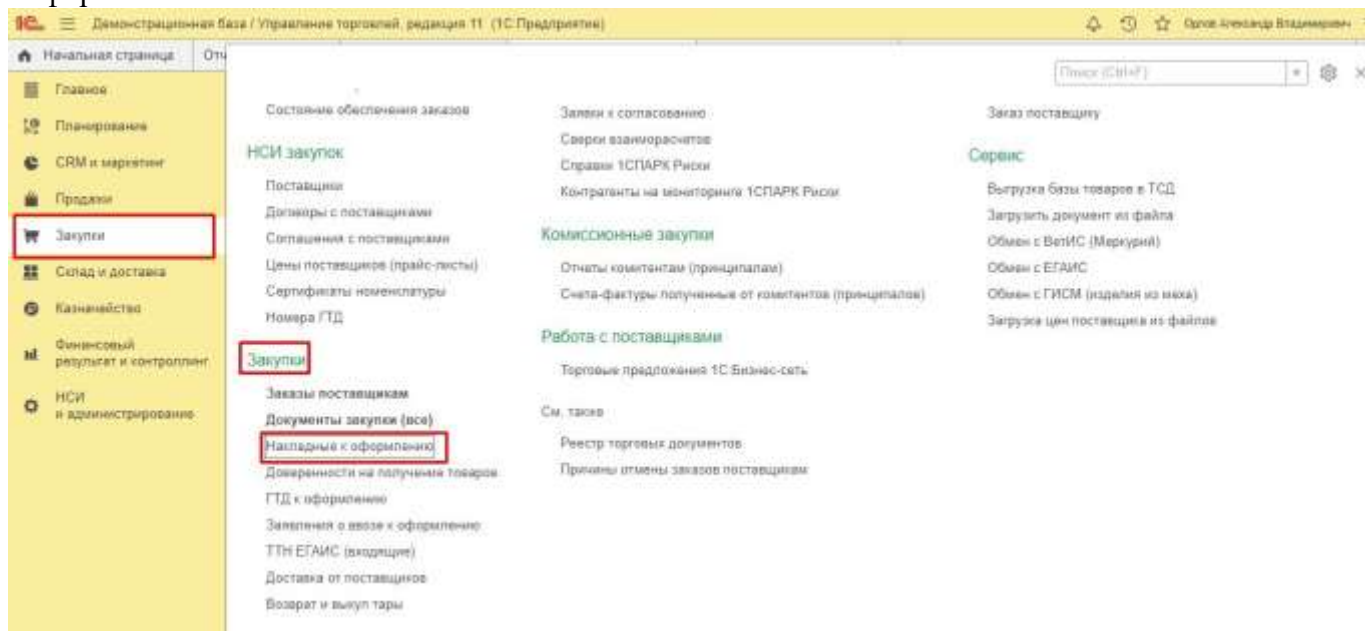 1С Демонстрационная база / Управление торговлей, редакция 11 (1С:Предприятие) Орлов Александр Владимирович
Начальная страница Отч
Поиск (Ctrl+F)
Главное
Планирование
CRM и маркетинг
Продажи
Закупки
Склад и доставка
Казначейство
Финансовый
результат и контроллинг
НСИ
и администрирование
Состояние обеспечения заказов
НСИ закупок
Поставщики
Договоры с поставщиками
Соглашения с поставщиками
Цены поставщиков (прайс-листы)
Сертификаты номенклатуры
Номера ГТД
Закупки
Заказы поставщикам
Документы закупки (все)
Накладные к оформлению
Доверенности на получение товаров
ГТД к оформлению
Заявления о ввозе к оформлению
ТТН ЕГАИС (входящие)
Доставка от поставщиков
Возврат и выкуп тары
Заявки к согласованию
Сверки взаиморасчетов
Справки 1СПАРК Риски
Контрагенты на мониторинге 1СПАРК Риски
Комиссионные закупки
Отчеты комитентам (принципалам)
Счета-фактуры полученные от комитентов (принципалов)
Работа с поставщиками
Торговые предложения 1С:Бизнес-сеть
См. также
Реестр торговых документов
Причины отмены заказов поставщикам
Заказ поставщику
Сервис
Выгрузка базы товаров в ТСД
Загрузить документ из файла
Обмен с ВетИС (Меркурий)
Обмен с ЕГАИС
Обмен с ГИСМ (изделия из меха)
Загрузка цен поставщика из файлов